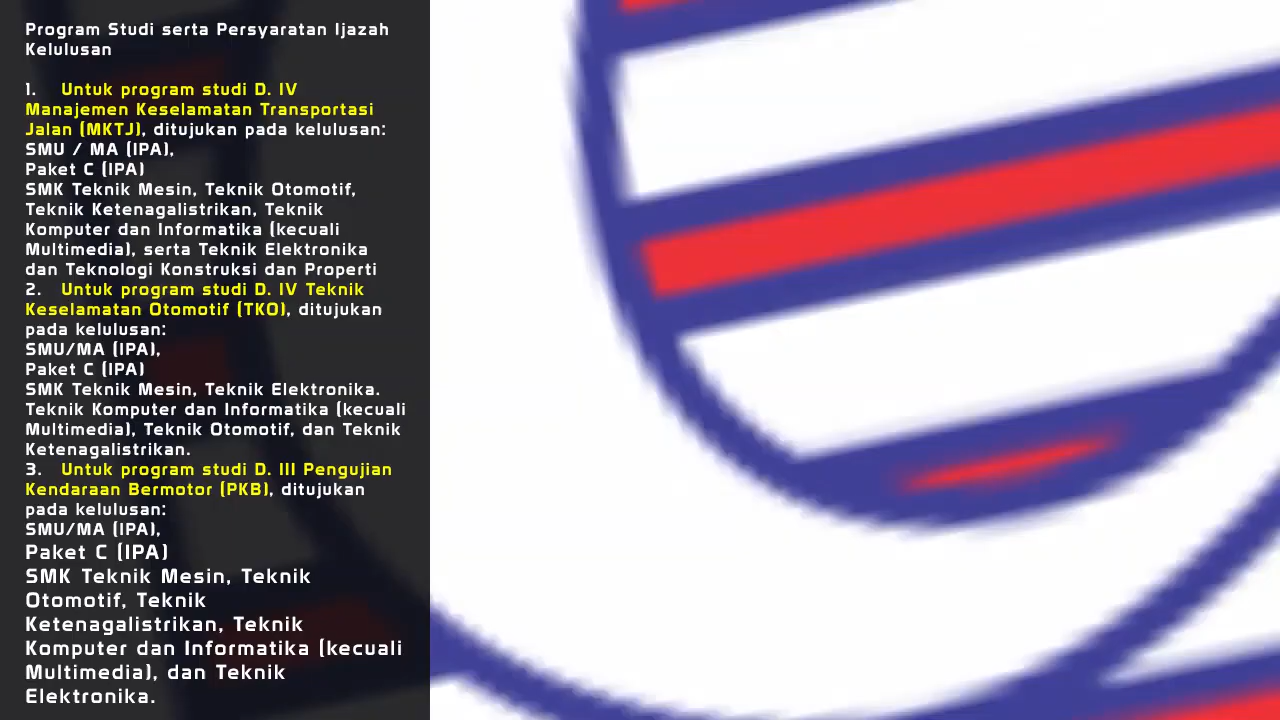 Program Studi serta Persyaratan Ijazah
Kelulusan
1. Untuk program studi D. IV
Manajemen Keselamatan Transportasi
Jalan (MKTJ), ditujukan pada kelulusan:
SMU / MA (IPA),
Paket C (IPA)
SMK Teknik Mesin, Teknik Otomotif,
Teknik Ketenagalistrikan, Teknik
Komputer dan Informatika (kecuali
Multimedia), serta Teknik Elektronika
dan Teknologi Konstruksi dan Properti
2. Untuk program studi D. IV Teknik
Keselamatan Otomotif (TKO), ditujukan
pada kelulusan:
SMU/MA (IPA),
Paket C (IPA)
SMK Teknik Mesin, Teknik Elektronika.
Teknik Komputer dan Informatika (kecuali
Multimedia), Teknik Otomotif, dan Teknik
Ketenagalistrikan.
3. Untuk program studi D. III Pengujian
Kendaraan Bermotor (PKB), ditujukan
pada kelulusan:
SMU/MA (IPA),
Paket C (IPA)
SMK Teknik Mesin, Teknik
Otomotif, Teknik
Ketenagalistrikan, Teknik
Komputer dan Informatika (kecuali
Multimedia), dan Teknik
Elektronika.